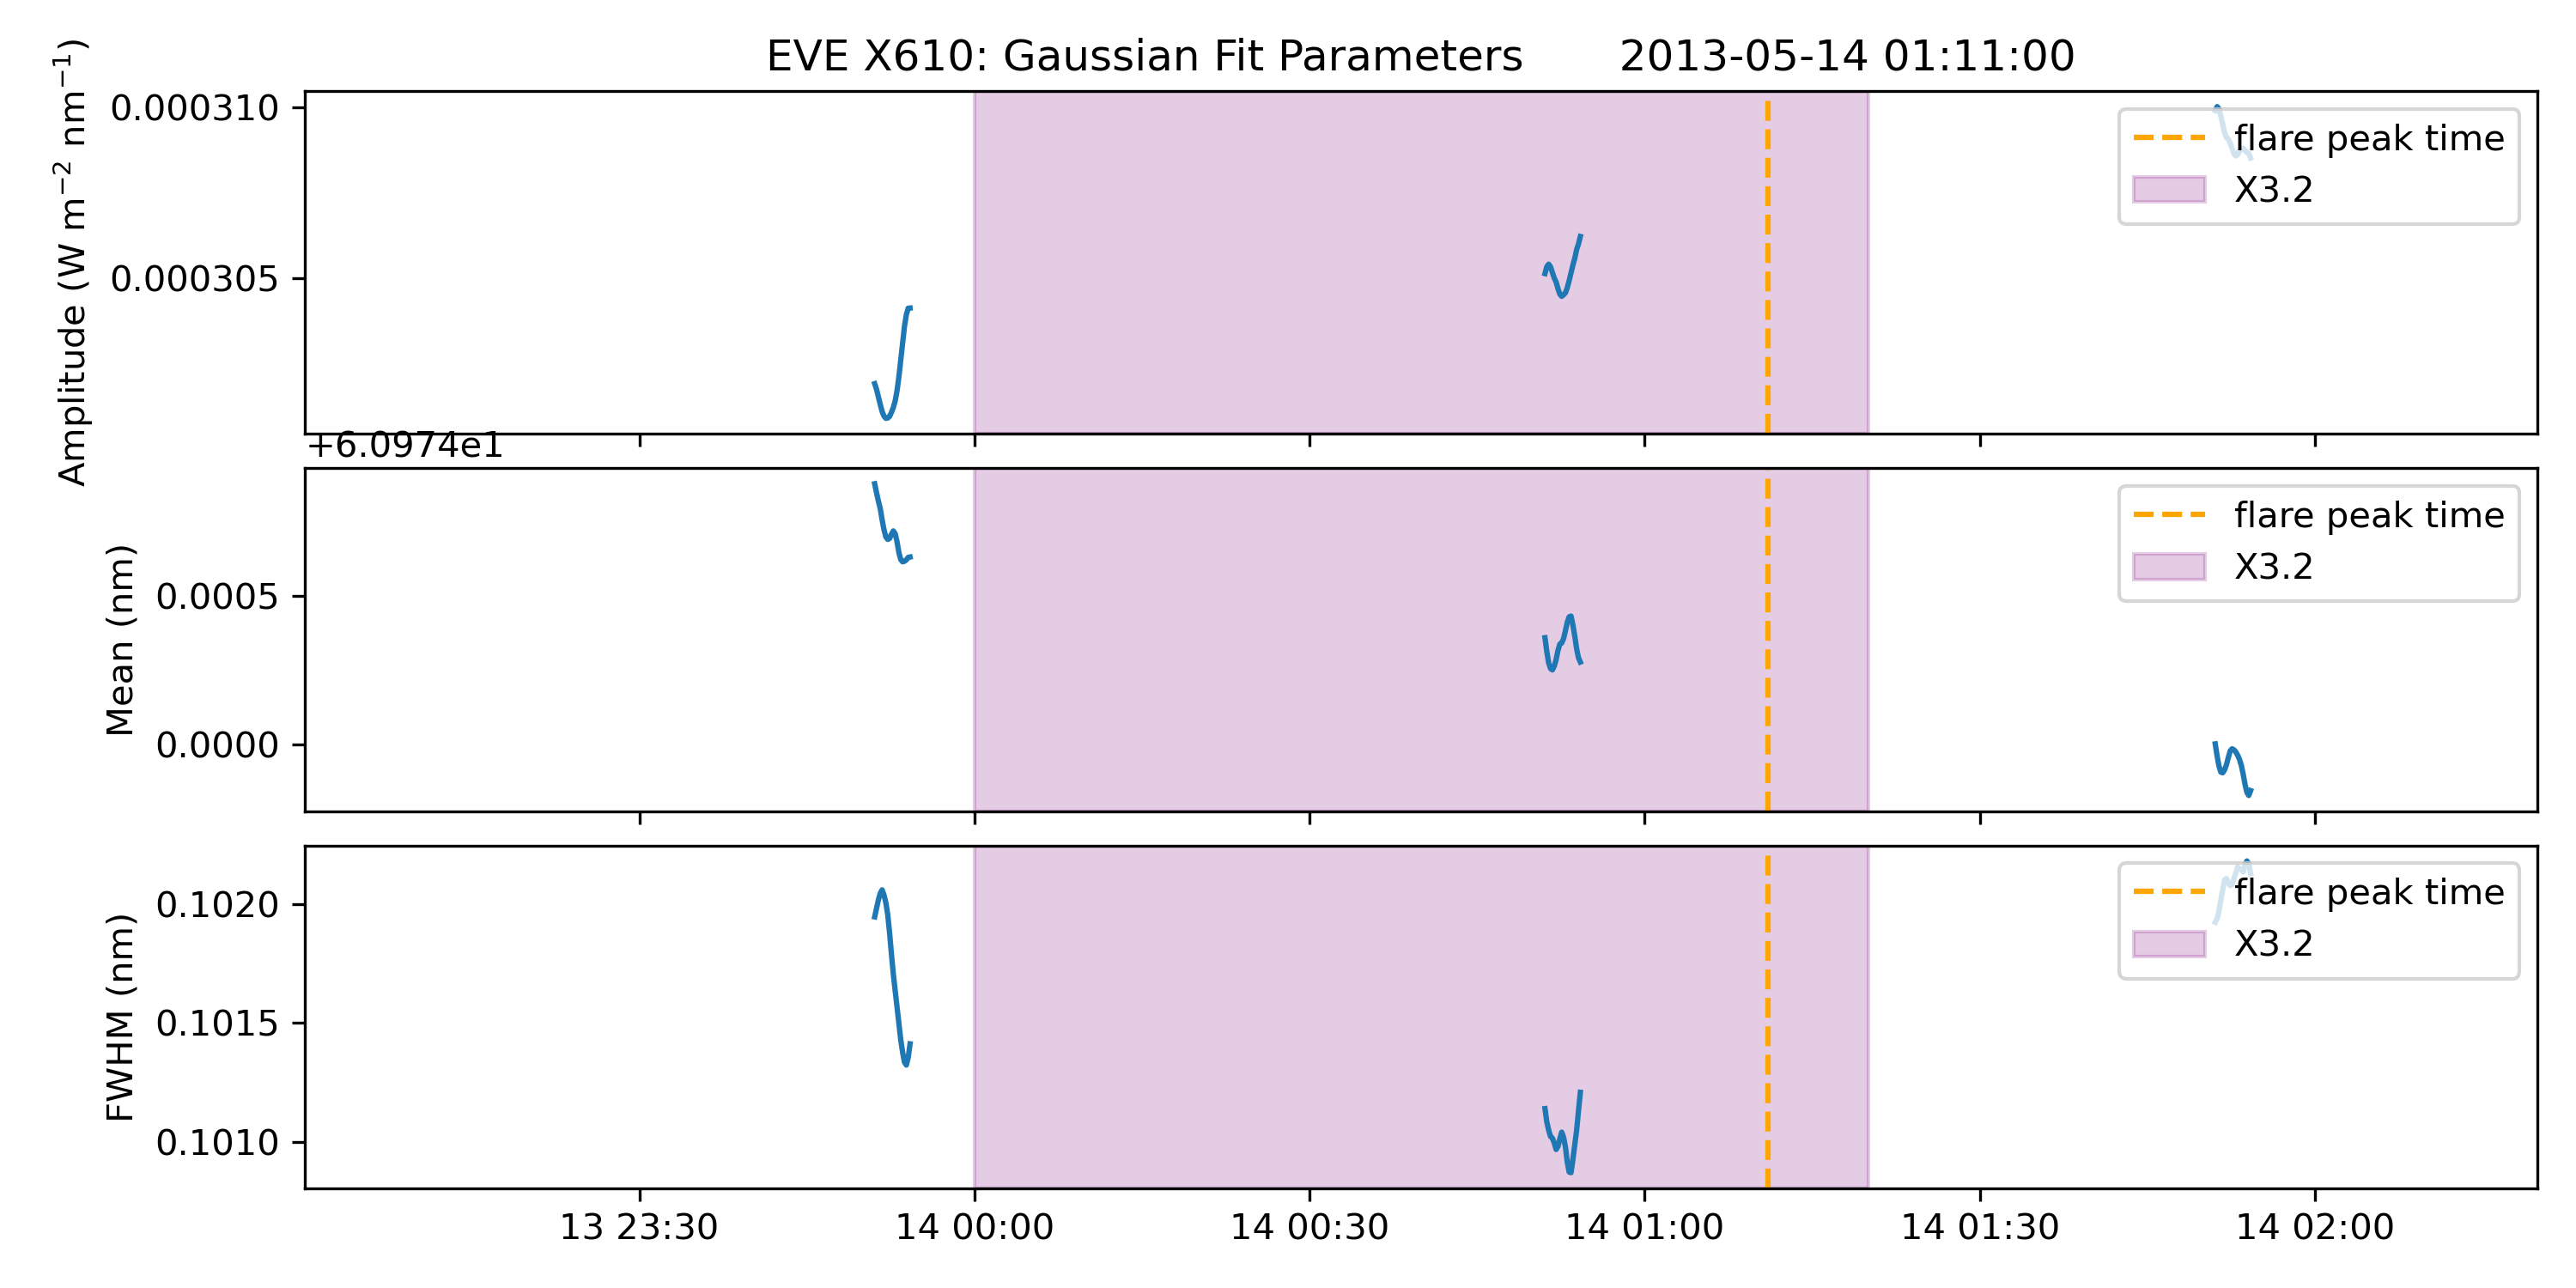 EVE X610: Gaussian Fit Parameters 2013-05-14 01:11:00
Amplitude (W m⁻² nm⁻¹)
0.000310
0.000305
flare peak time
X3.2
+6.0974e1
Mean (nm)
0.0005
0.0000
flare peak time
X3.2
FWHM (nm)
0.1020
0.1015
0.1010
flare peak time
X3.2
13 23:30 14 00:00 14 00:30 14 01:00 14 01:30 14 02:00